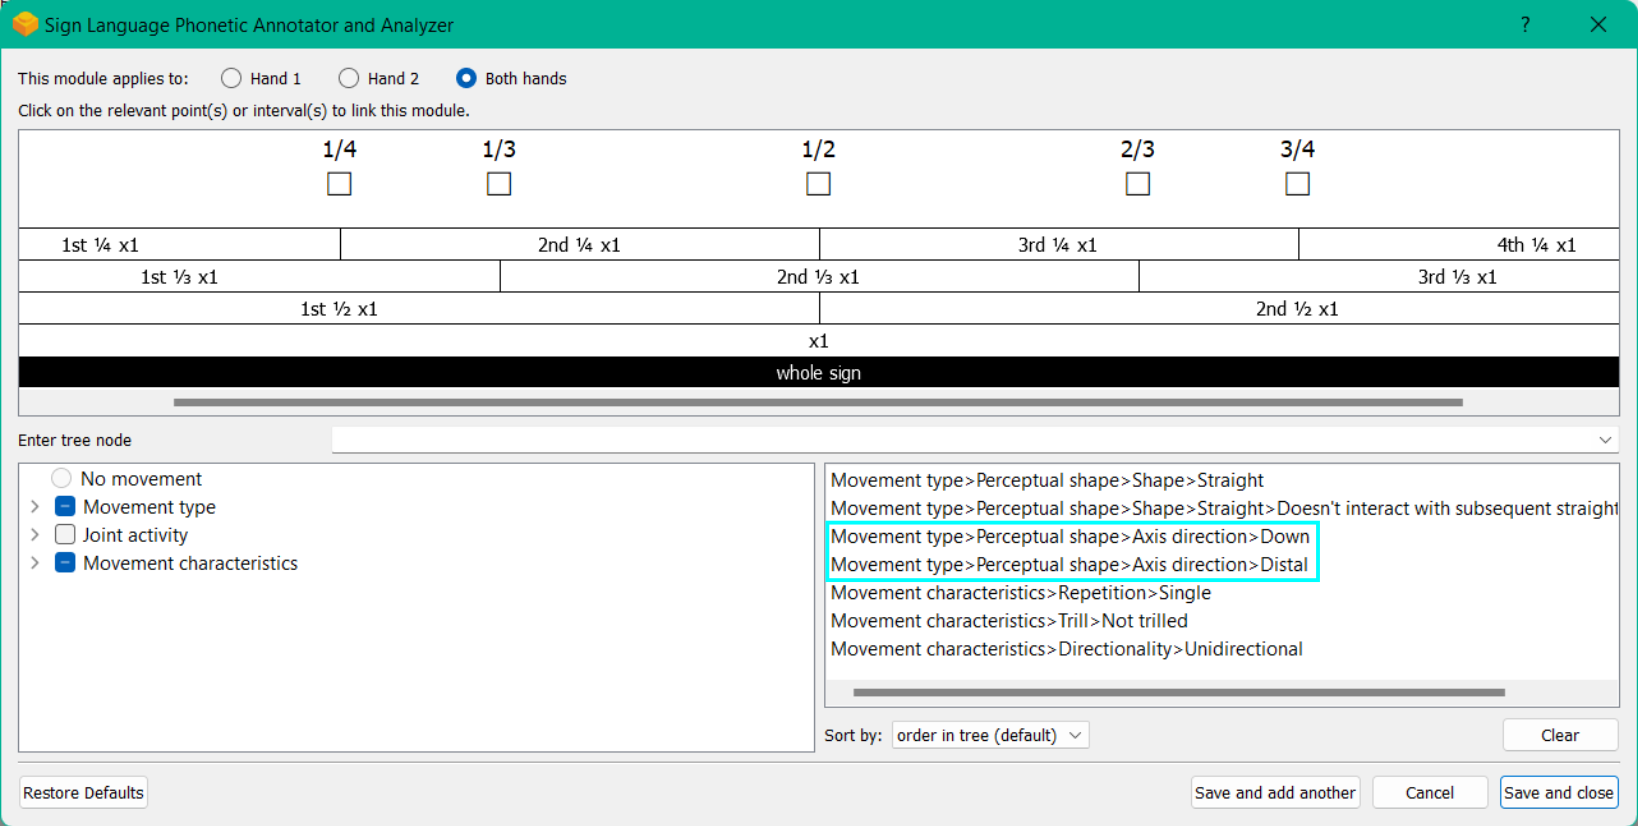 Sign Language Phonetic Annotator and Analyzer ?
This module applies to: Hand 1 Hand 2 Both hands
Click on the relevant point(s) or interval(s) to link this module.
1/4 1/3 1/2 2/3 3/4
1st ¼ x1 2nd ¼ x1 3rd ¼ x1 4th ¼ x1
1st ⅓ x1 2nd ⅓ x1 3rd ⅓ x1
1st ½ x1 2nd ½ x1
x1
whole sign
Enter tree node
No movement
Movement type
Joint activity
Movement characteristics
Movement type>Perceptual shape>Shape>Straight
Movement type>Perceptual shape>Shape>Straight>Doesn't interact with subsequent straight
Movement type>Perceptual shape>Axis direction>Down
Movement type>Perceptual shape>Axis direction>Distal
Movement characteristics>Repetition>Single
Movement characteristics>Trill>Not trilled
Movement characteristics>Directionality>Unidirectional
Sort by: order in tree (default) Clear
Restore Defaults Save and add another Cancel Save and close